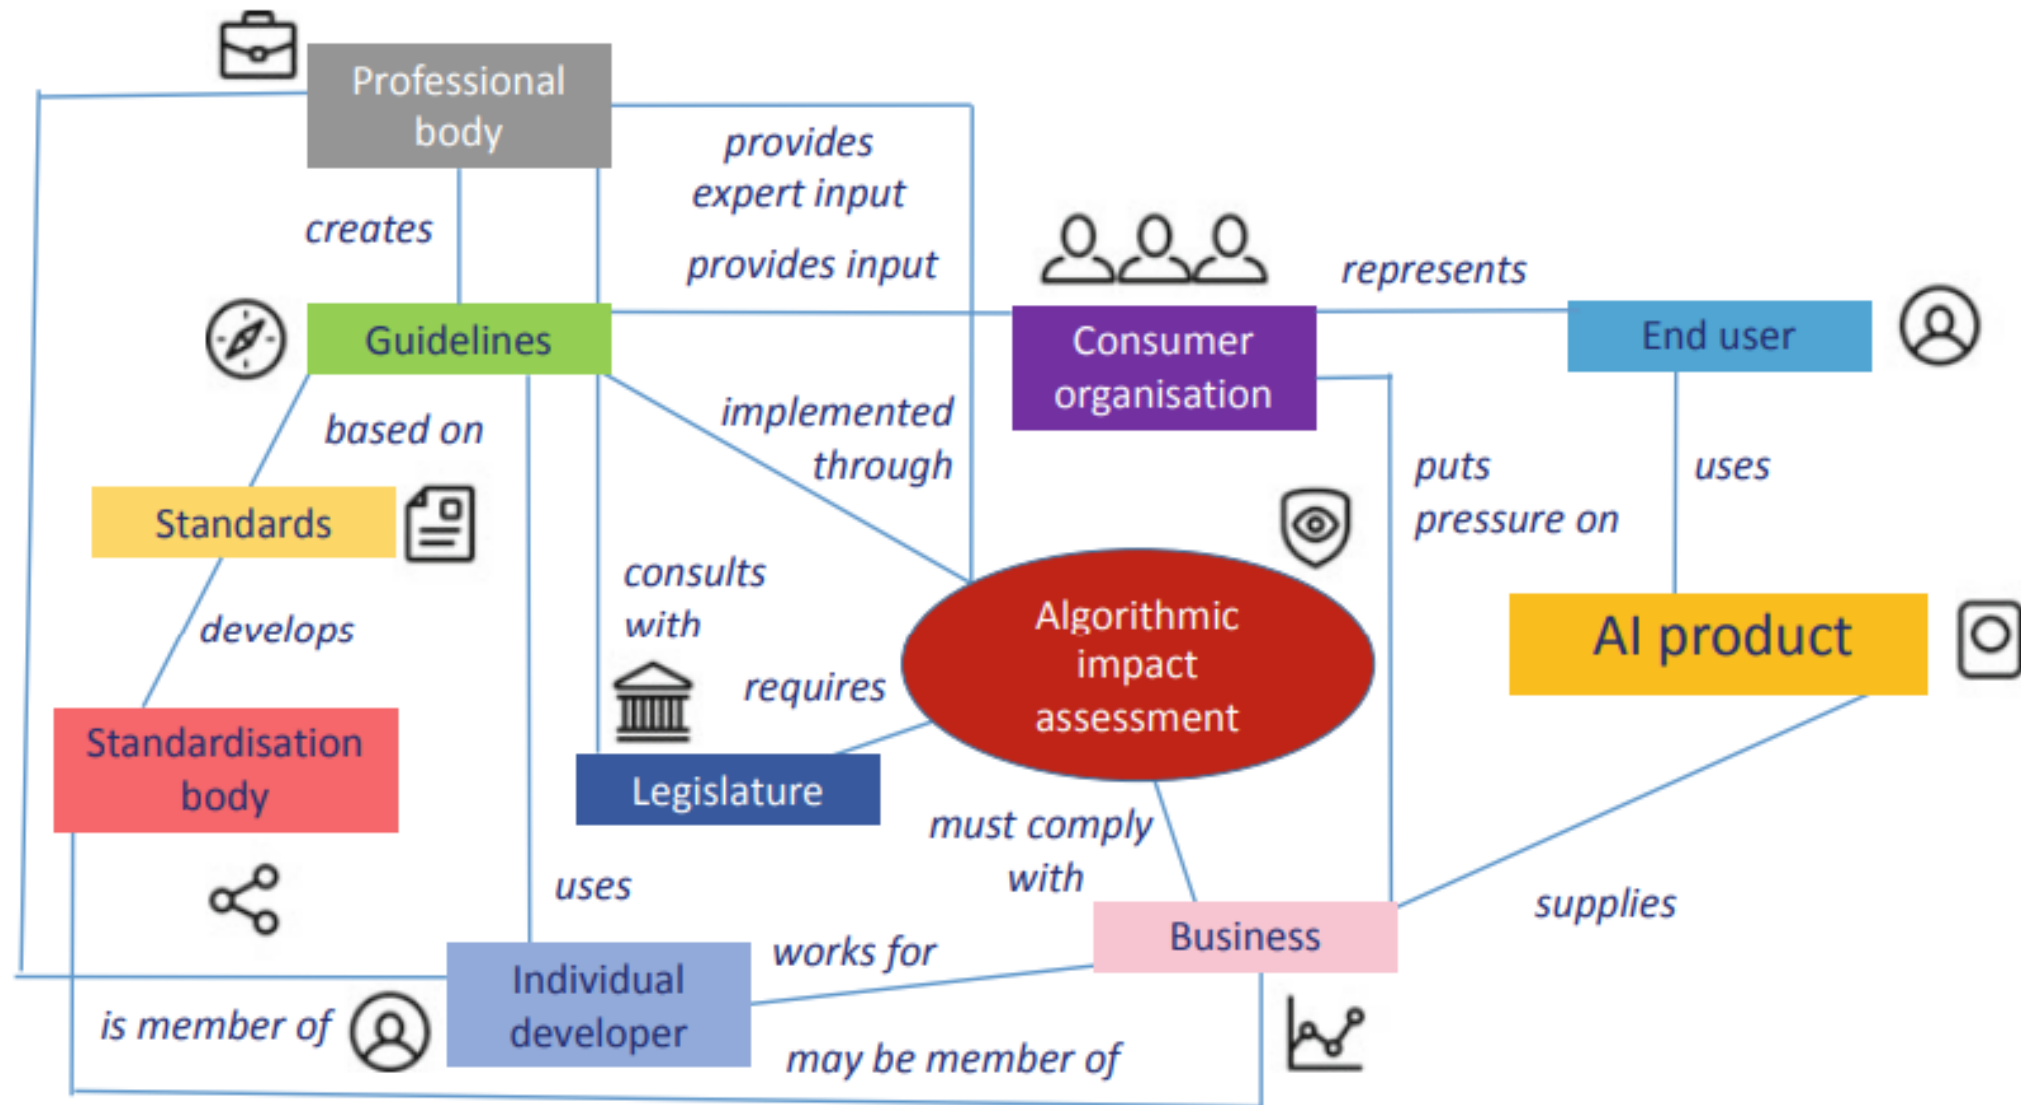 Professional
body
provides
expert input
creates
provides input
represents
Guidelines
Consumer
organisation
End user
based on
implemented
through
puts
pressure on
uses
Standards
consults
with
develops
requires
Algorithmic
impact
assessment
AI product
Standardisation
body
Legislature
must comply
with
uses
supplies
works for
Business
Individual
developer
is member of
may be member of